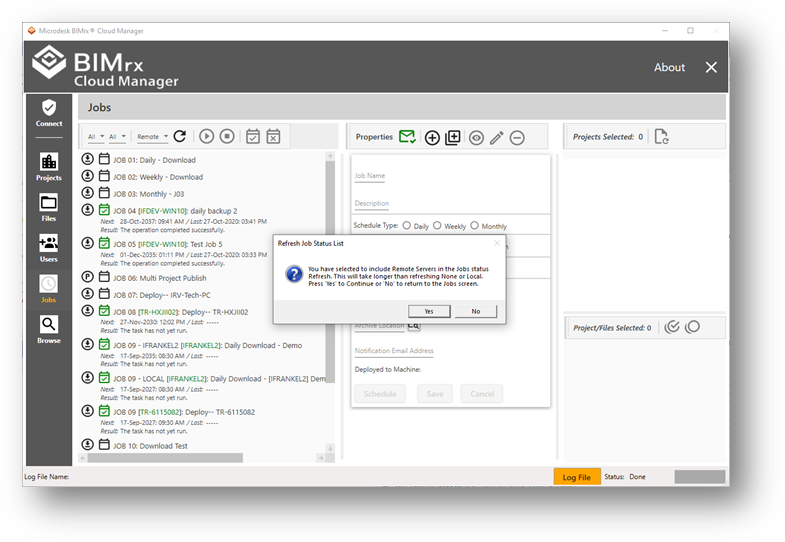 Microdesk BIMrx® Cloud Manager
BIMrx
Cloud Manager
About
Connect
Projects
Files
Users
Jobs
Browse
Jobs
All All Remote
JOB 01: Daily - Download
JOB 02: Weekly - Download
JOB 03: Monthly - J03
JOB 04 [IFDEV-WIN10]: daily backup 2
Next: 28-Oct-2037: 09:41 AM / Last: 27-Oct-2020: 03:41 PM
Result: The operation completed successfully.
JOB 05 [IFDEV-WIN10]: Test Job 5
Next: 01-Dec-2035: 01:11 PM / Last: 27-Oct-2020: 03:33 PM
Result: The operation completed successfully.
P JOB 06: Multi Project Publish
JOB 07: Deploy-- IRV-Tech-PC
JOB 08 [TR-HXJII02]: Deploy-- TR-HXJII02
Next: 27-Nov-2030: 12:02 PM / Last: -----
Result: The task has not yet run.
JOB 09 - IFRANKEL2 [IFRANKEL2]: Daily Download - Demo
Next: 17-Sep-2035: 08:30 AM / Last: -----
Result: The task has not yet run.
JOB 09 - LOCAL [IFRANKEL2]: Daily Download - [IFRANKEL2] Demo
Next: 17-Sep-2027: 08:30 AM / Last: -----
Result: The task has not yet run.
JOB 09 [TR-6115082]: Deploy-- TR-6115082
Next: 17-Sep-2027: 09:30 AM / Last: -----
Result: The task has not yet run.
JOB 10: Download Test
Properties
Job Name
Description
Schedule Type: Daily Weekly Monthly
Refresh Job Status List
You have selected to include Remote Servers in the Jobs status
Refresh. This will take longer than refreshing None or Local.
Press 'Yes' to Continue or 'No' to return to the Jobs screen.
Yes No
Archive Location
Notification Email Address
Deployed to Machine:
Schedule Save Cancel
Projects Selected: 0
Project/Files Selected: 0
Log File Name:
Log File Status: Done